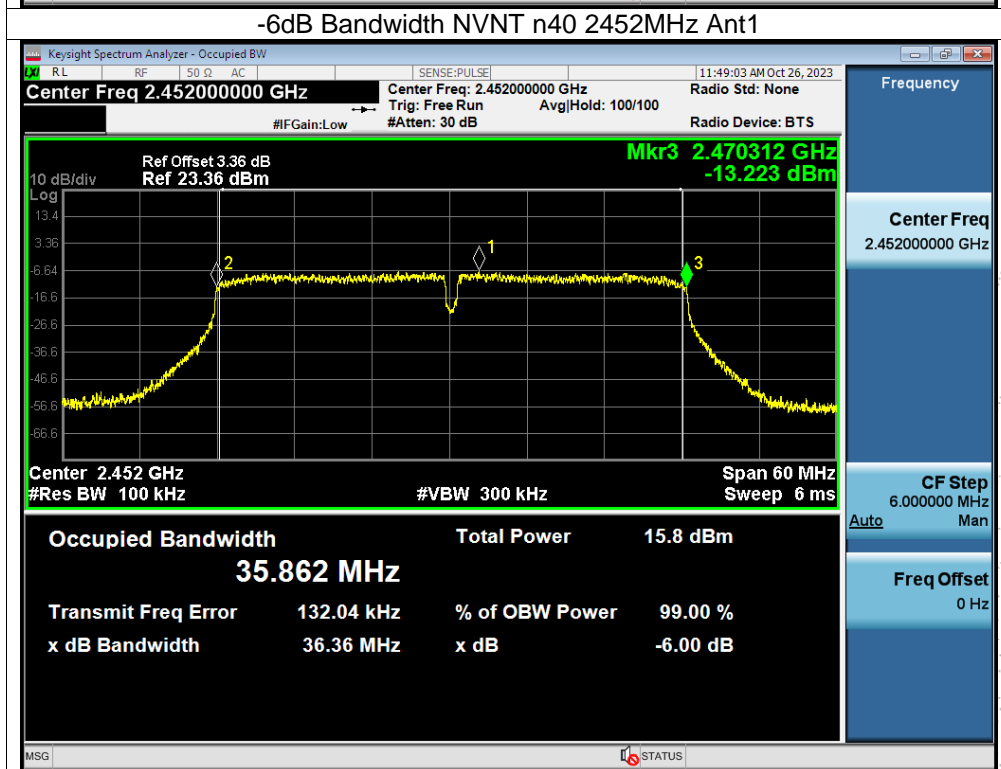 -6dB Bandwidth NVNT n40 2452MHz Ant1
Keysight Spectrum Analyzer - Occupied BW
LXI RL RF 50 Ω AC SENSE:PULSE 11:49:03 AM Oct 26, 2023
Center Freq 2.452000000 GHz
Center Freq: 2.452000000 GHz Radio Std: None
Trig: Free Run Avg|Hold: 100/100
#IFGain:Low #Atten: 30 dB Radio Device: BTS
Frequency
Mkr3 2.470312 GHz
-13.223 dBm
Ref Offset 3.36 dB
10 dB/div Ref 23.36 dBm
Log
13.4
3.36
-6.64
-16.6
-26.6
-36.6
-46.6
-56.6
-66.6
1
2
3
Center 2.452 GHz Span 60 MHz
#Res BW 100 kHz #VBW 300 kHz Sweep 6 ms
Center Freq
2.452000000 GHz
CF Step
6.000000 MHz
Auto Man
Freq Offset
0 Hz
Occupied Bandwidth Total Power 15.8 dBm
35.862 MHz
Transmit Freq Error 132.04 kHz % of OBW Power 99.00 %
x dB Bandwidth 36.36 MHz x dB -6.00 dB
MSG STATUS